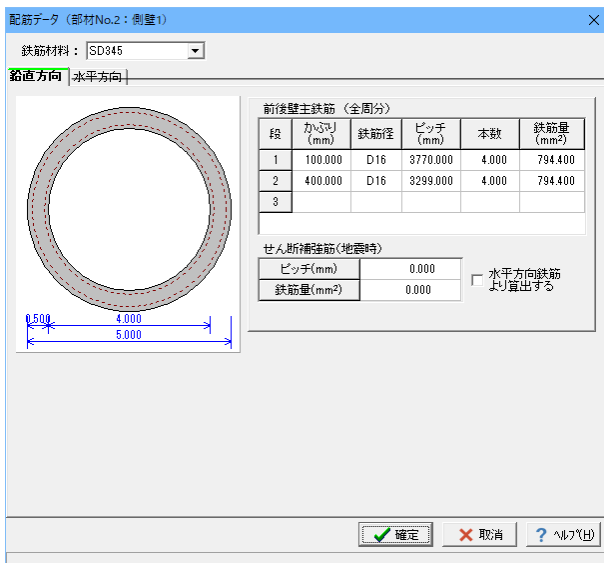 配筋データ（部材No.2：側壁1）
鉄筋材料： SD345
鉛直方向 水平方向
前後壁主鉄筋（全周分）
段 かぶり(mm) 鉄筋径 ピッチ(mm) 本数 鉄筋量(mm²)
1 100.000 D16 3770.000 4.000 794.400
2 400.000 D16 3299.000 4.000 794.400
3
せん断補強筋(地震時)
ピッチ(mm) 0.000
鉄筋量(mm²) 0.000
水平方向鉄筋
より算出する
0.500 4.000
5.000
確定 取消 ? ﾍﾙﾌﾟ(H)